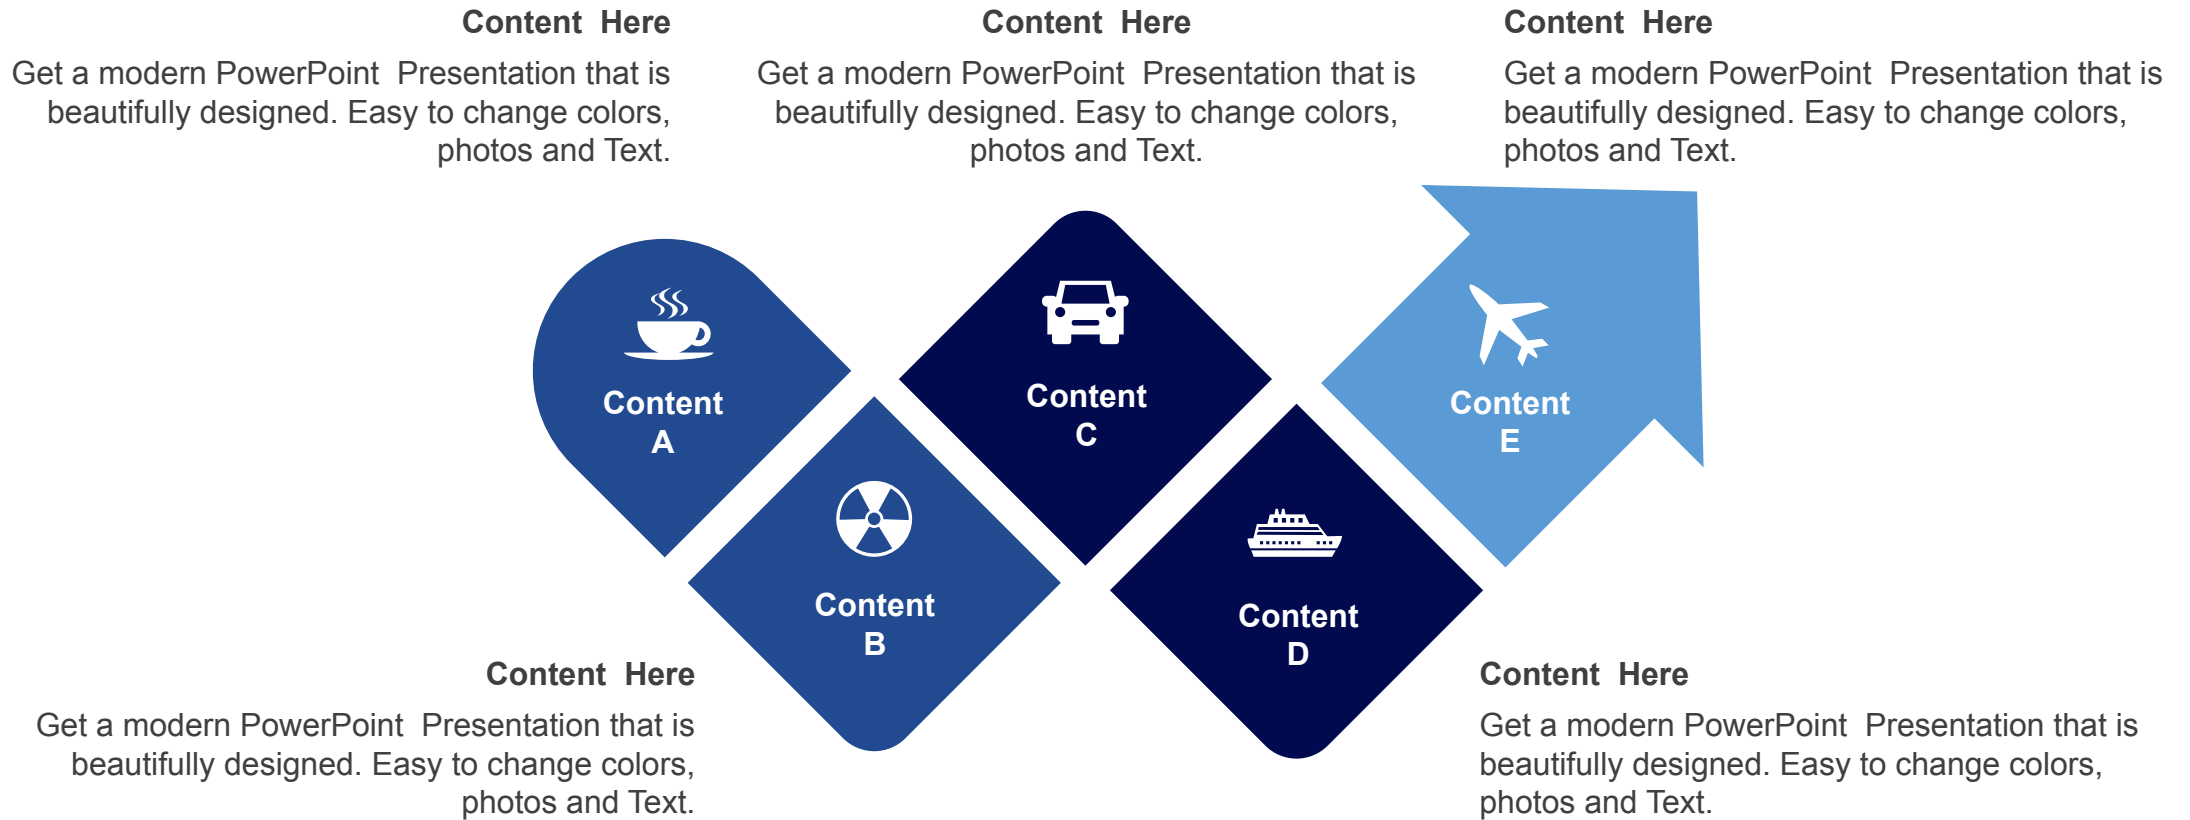 Content  Here
Get a modern PowerPoint  Presentation that is
beautifully designed. Easy to change colors,
photos and Text.
Content  Here
Get a modern PowerPoint  Presentation that is
beautifully designed. Easy to change colors,
photos and Text.
Content  Here
Get a modern PowerPoint  Presentation that is
beautifully designed. Easy to change colors,
photos and Text.
Content
A
Content
B
Content
C
Content
D
Content
E
Content  Here
Get a modern PowerPoint  Presentation that is
beautifully designed. Easy to change colors,
photos and Text.
Content  Here
Get a modern PowerPoint  Presentation that is
beautifully designed. Easy to change colors,
photos and Text.